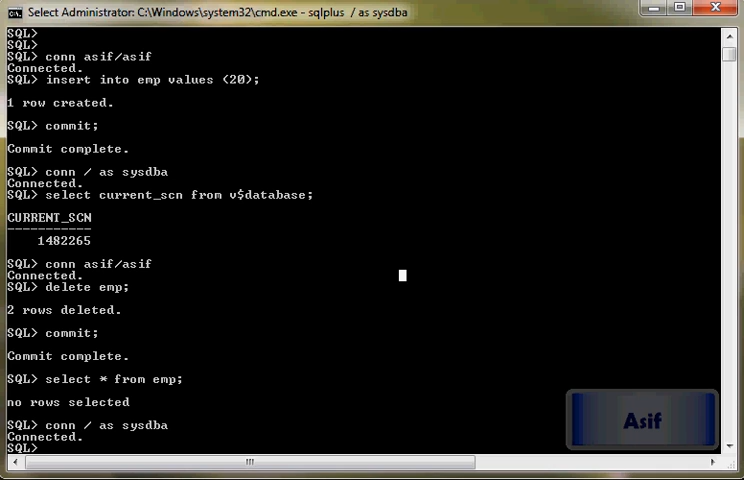 Select Administrator: C:\Windows\system32\cmd.exe - sqlplus / as sysdba
SQL>
SQL>
SQL> conn asif/asif
Connected.
SQL> insert into emp values (20);
1 row created.
SQL> commit;
Commit complete.
SQL> conn / as sysdba
Connected.
SQL> select current_scn from v$database;
CURRENT_SCN
-----------
1482265
SQL> conn asif/asif
Connected.
SQL> delete emp;
2 rows deleted.
SQL> commit;
Commit complete.
SQL> select * from emp;
no rows selected
SQL> conn / as sysdba
Connected.
SQL>
Asif